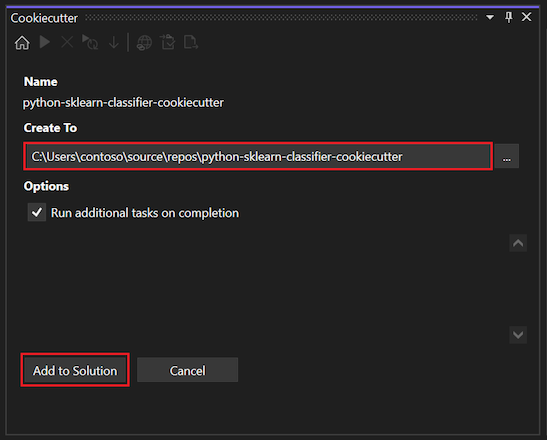 Cookiecutter
Name
python-sklearn-classifier-cookiecutter
Create To
C:\Users\contoso\source\repos\python-sklearn-classifier-cookiecutter
...
Options
Run additional tasks on completion
Add to Solution
Cancel